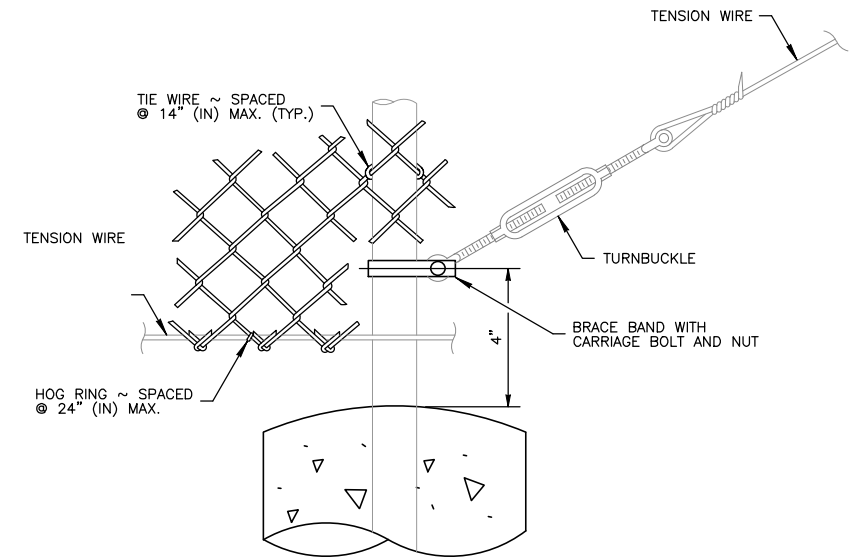 TENSION WIRE
TIE WIRE ~ SPACED
@ 14" (IN) MAX. (TYP.)
TENSION WIRE
TURNBUCKLE
4"
BRACE BAND WITH
CARRIAGE BOLT AND NUT
HOG RING ~ SPACED
@ 24" (IN) MAX.